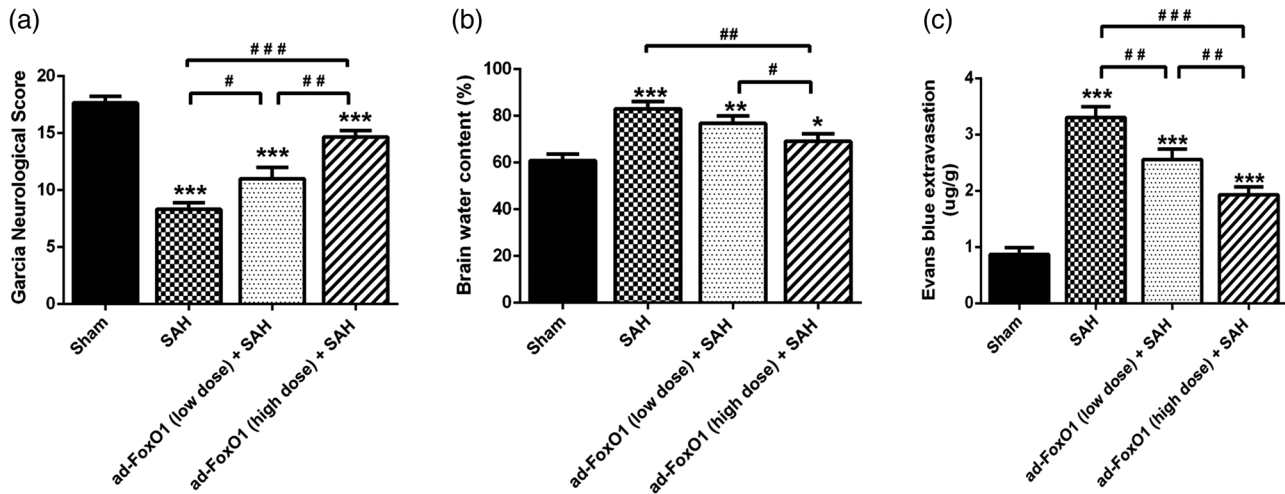 (a)
# # #
#
# #
Garcia Neurological Score
20
15
10
5
0
***
***
***
Sham
SAH
ad-FoxO1 (low dose) + SAH
ad-FoxO1 (high dose) + SAH
(b)
##
#
Brain water content (%)
100
80
60
40
20
0
***
**
*
Sham
SAH
ad-FoxO1 (low dose) + SAH
ad-FoxO1 (high dose) + SAH
(c)
# # #
# #
# #
Evans blue extravasation
(ug/g)
4
3
2
1
0
***
***
***
Sham
SAH
ad-FoxO1 (low dose) + SAH
ad-FoxO1 (high dose) + SAH